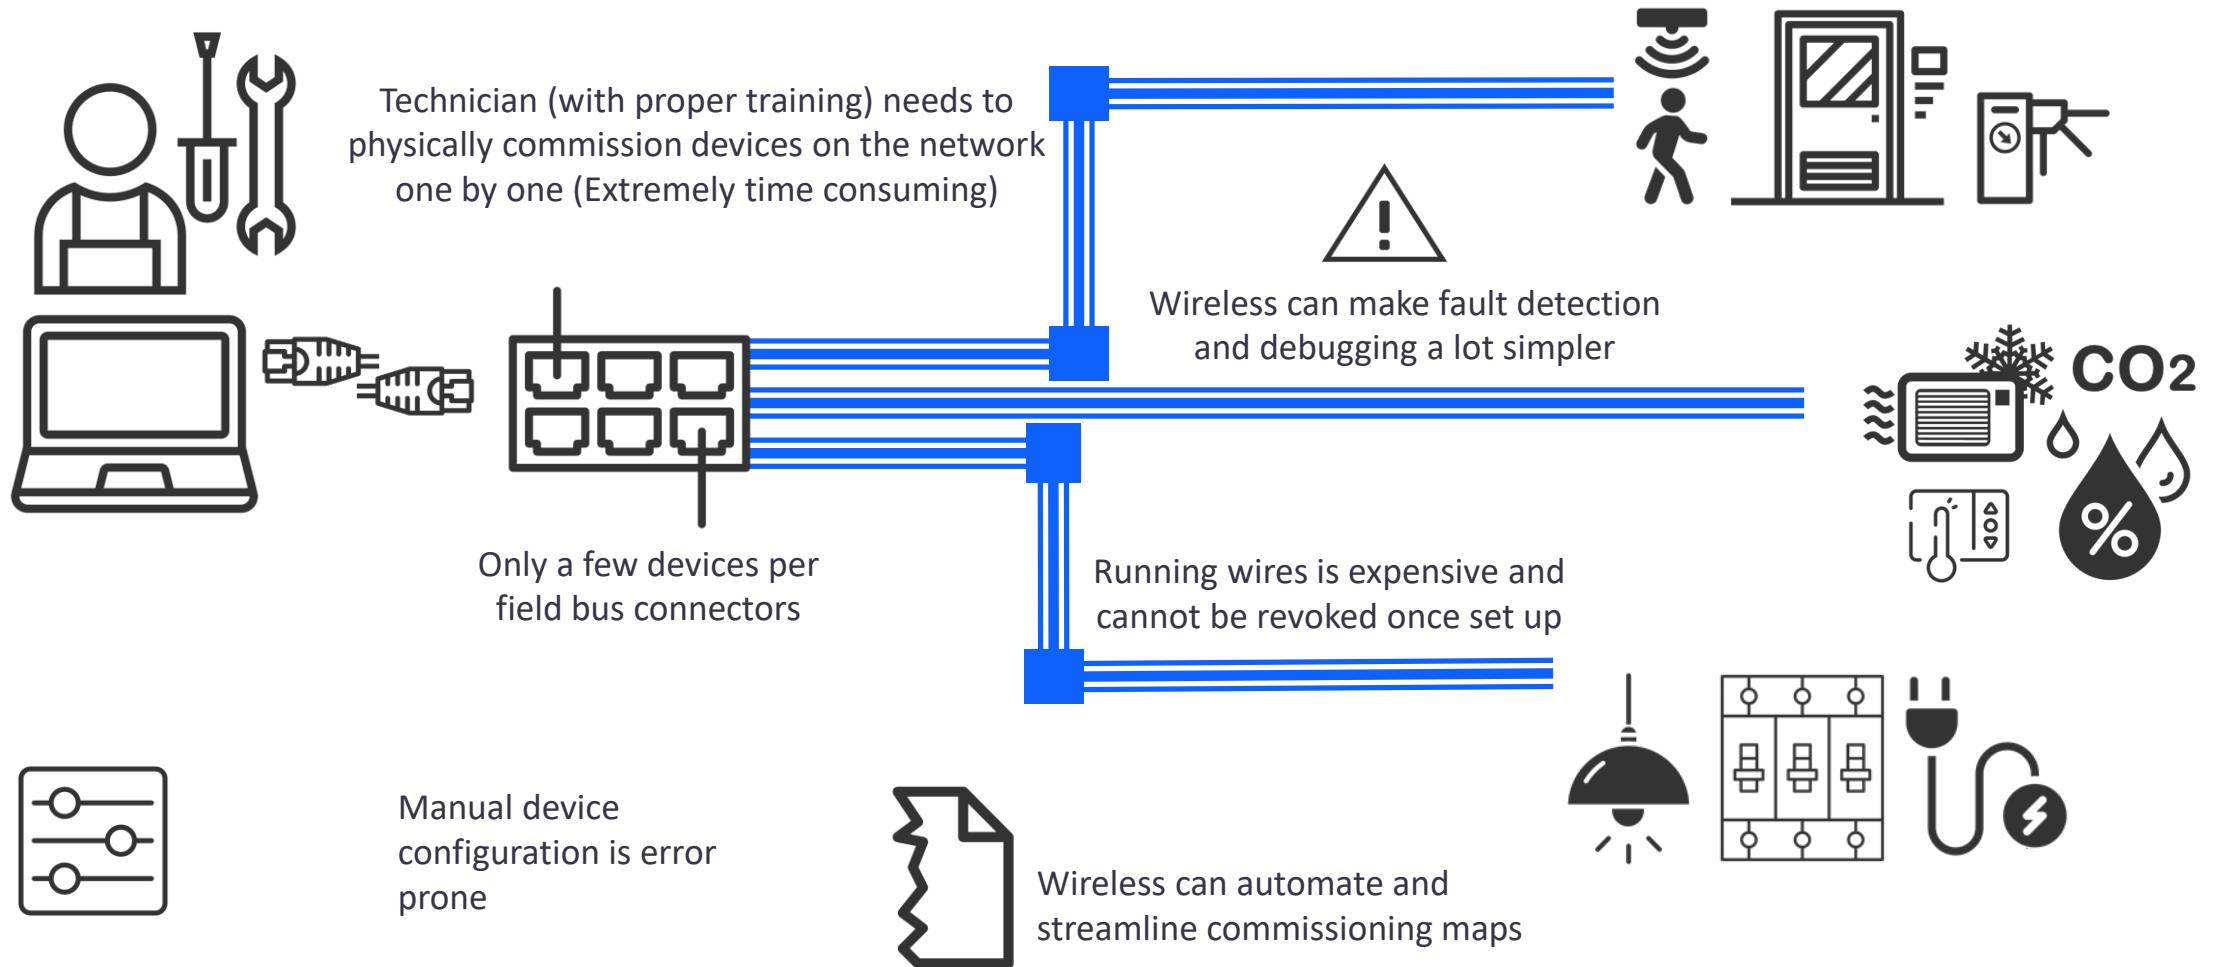 Technician (with proper training) needs to
physically commission devices on the network
one by one (Extremely time consuming)
Wireless can make fault detection
and debugging a lot simpler
CO2
%
Only a few devices per
field bus connectors
Running wires is expensive and
cannot be revoked once set up
Manual device
configuration is error
prone
Wireless can automate and
streamline commissioning maps